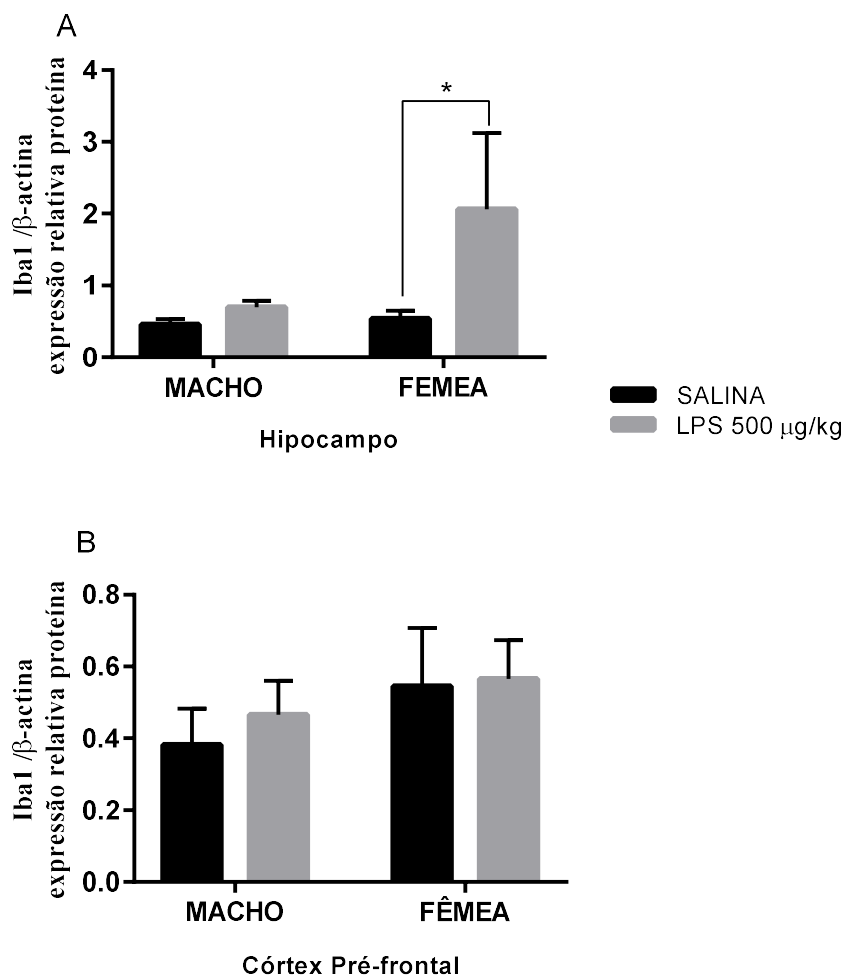 A
Iba1 /β-actina
expressão relativa proteína
4
3
2
1
0
*
MACHO
FEMEA
Hipocampo
SALINA
LPS 500 μg/kg
B
Iba1 /β-actina
expressão relativa proteína
0.8
0.6
0.4
0.2
0.0
MACHO
FÊMEA
Córtex Pré-frontal